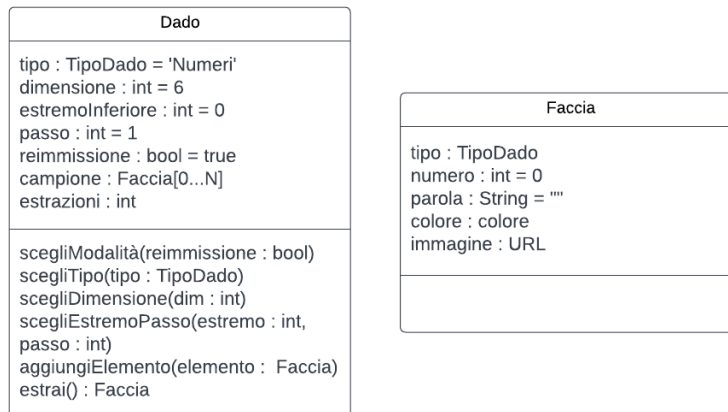 Dado
tipo : TipoDado = 'Numeri'
dimensione : int = 6
estremoInferiore : int = 0
passo : int = 1
reimmissione : bool = true
campione : Faccia[0...N]
estrazioni : int
scegliModalità(reimmissione : bool)
scegliTipo(tipo : TipoDado)
scegliDimensione(dim : int)
scegliEstremoPasso(estremo : int,
passo : int)
aggiungiElemento(elemento :  Faccia)
estrai() : Faccia
Faccia
tipo : TipoDado
numero : int = 0
parola : String = ""
colore : colore
immagine : URL